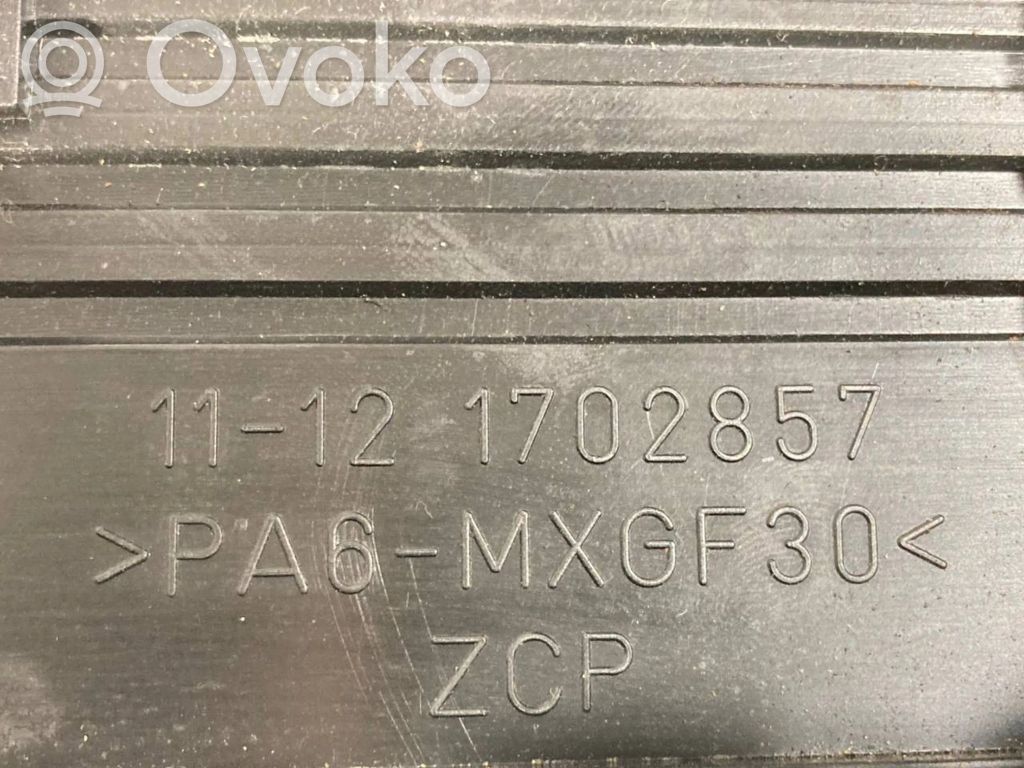 Ovoko
11-12 1702857
>PA6-MXGF30<
ZCP